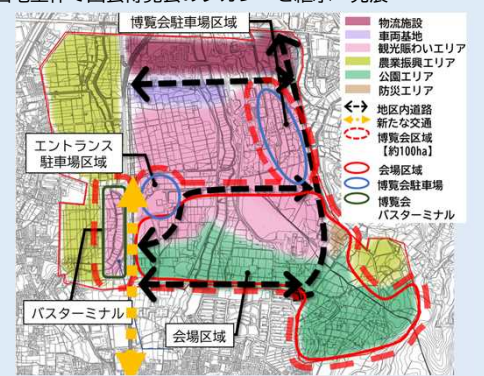 博覧会駐車場区域
エントランス
駐車場区域
バスターミナル
会場区域
物流施設
車両基地
観光賑わいエリア
農業振興エリア
公園エリア
防災エリア
地区内道路
新たな交通
博覧会区域
【約100ha】
会場区域
博覧会駐車場
博覧会
バスターミナル